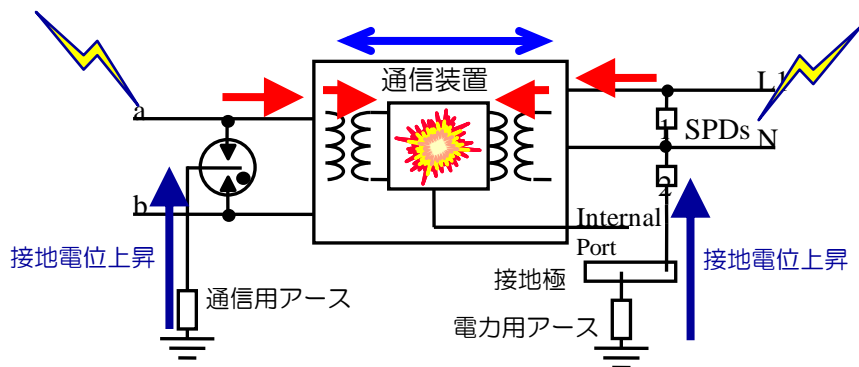 通信装置
L1
a
1 SPDs N
2
b
Internal
Port
接地電位上昇
接地電位上昇
接地極
通信用アース
電力用アース